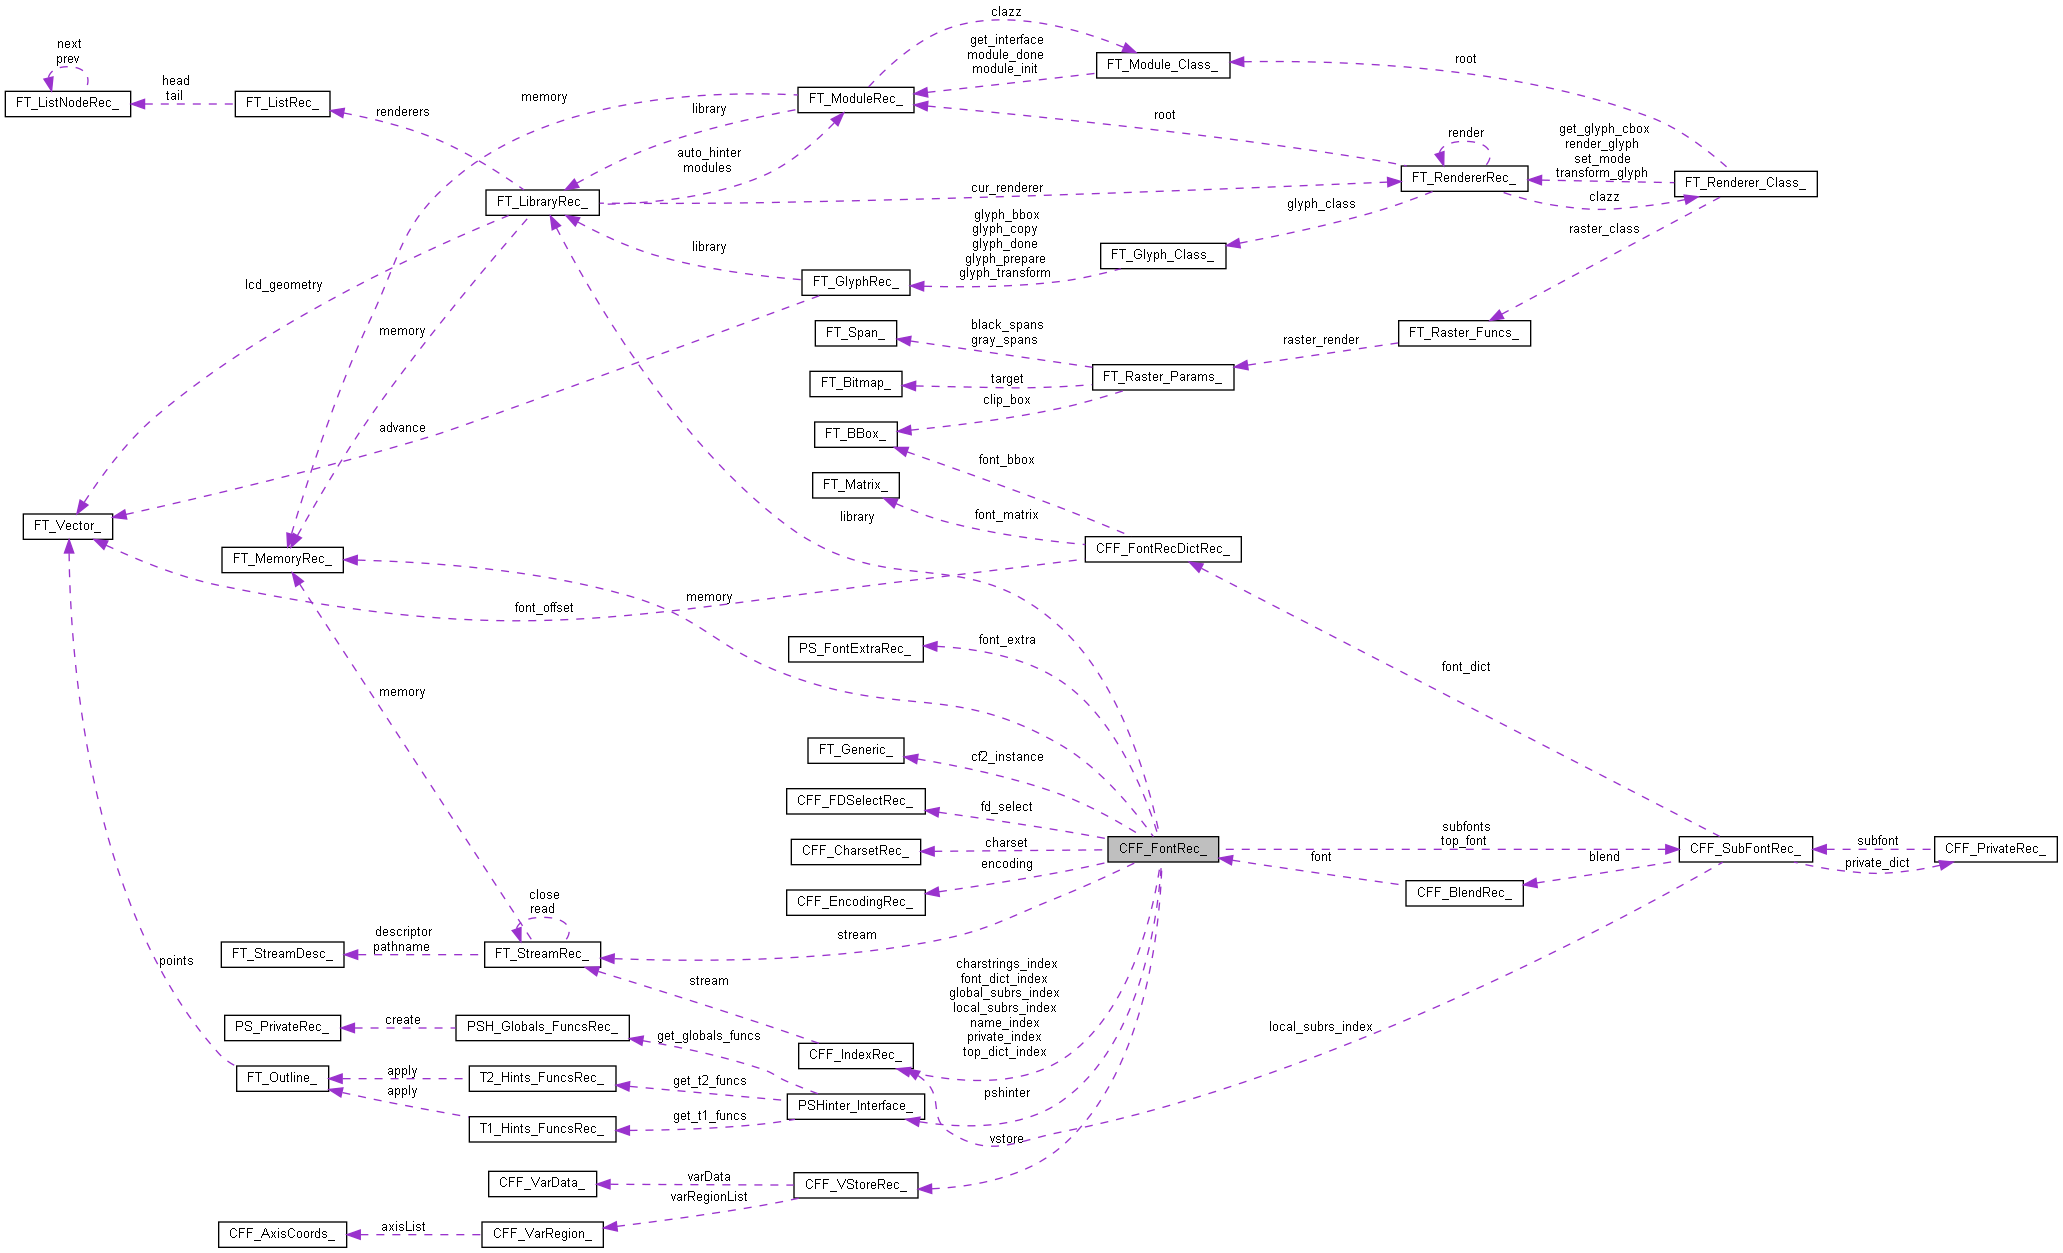 clazz
next
prev
get_interface
module_done
module_init
FT_Module_Class_
root
head
tail
FT_ListNodeRec_
FT_ListRec_
renderers
memory
FT_ModuleRec_
library
root
render
get_glyph_cbox
render_glyph
set_mode
transform_glyph
auto_hinter
modules
FT_RendererRec_
FT_Renderer_Class_
cur_renderer
clazz
FT_LibraryRec_
glyph_class
glyph_bbox
glyph_copy
glyph_done
glyph_prepare
glyph_transform
raster_class
library
FT_Glyph_Class_
lcd_geometry
FT_GlyphRec_
memory
FT_Span_
black_spans
gray_spans
raster_render
FT_Raster_Funcs_
FT_Bitmap_
target
FT_Raster_Params_
clip_box
advance
FT_BBox_
font_bbox
FT_Matrix_
font_matrix
FT_Vector_
library
FT_MemoryRec_
CFF_FontRecDictRec_
font_offset
memory
PS_FontExtraRec_
font_extra
font_dict
memory
FT_Generic_
cf2_instance
CFF_FDSelectRec_
fd_select
CFF_CharsetRec_
charset
CFF_FontRec_
subfonts
top_font
CFF_SubFontRec_
subfont
private_dict
CFF_PrivateRec_
encoding
font
blend
CFF_BlendRec_
CFF_EncodingRec_
close
read
stream
descriptor
pathname
FT_StreamDesc_
FT_StreamRec_
points
stream
charstrings_index
font_dict_index
global_subrs_index
local_subrs_index
name_index
private_index
top_dict_index
local_subrs_index
PS_PrivateRec_
create
PSH_Globals_FuncsRec_
get_globals_funcs
CFF_IndexRec_
FT_Outline_
apply
apply
T2_Hints_FuncsRec_
get_t2_funcs
pshinter
PSHinter_Interface_
T1_Hints_FuncsRec_
get_t1_funcs
vstore
CFF_VarData_
varData
CFF_VStoreRec_
varRegionList
CFF_AxisCoords_
axisList
CFF_VarRegion_